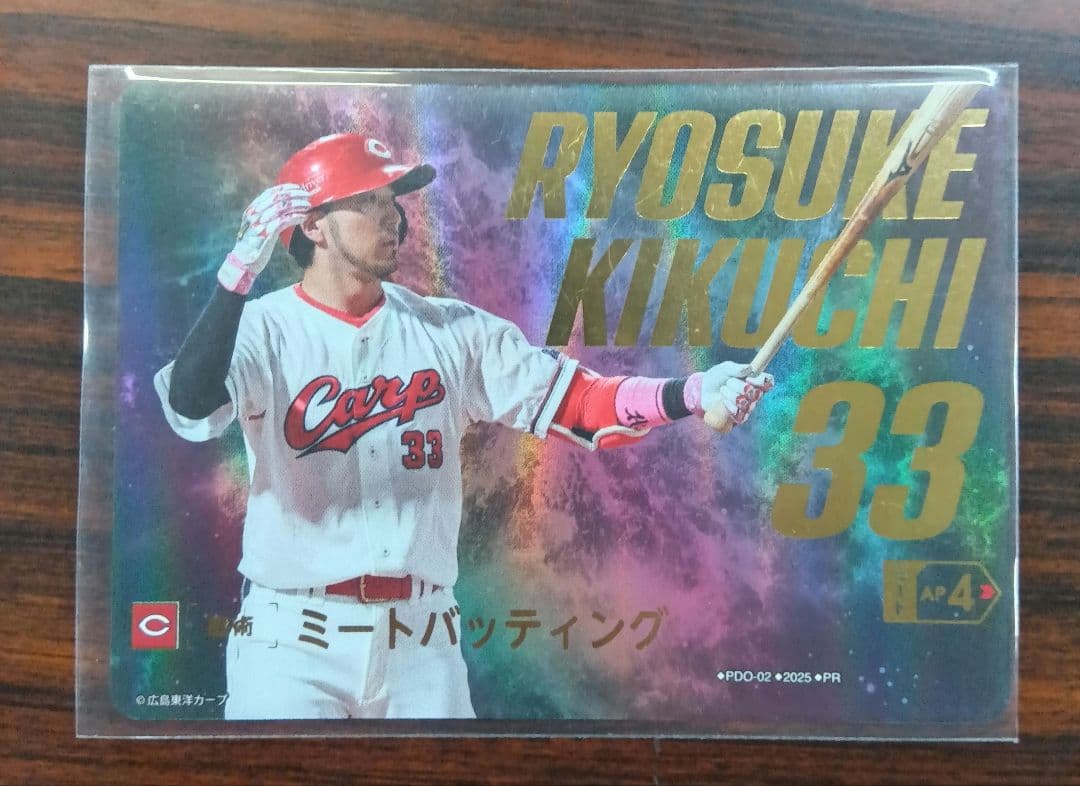 RYOSUKE
KIKUCHI
33
C
Carp
33
AP 4
C
術 ミートバッティング
◆PDO-02 ◆2025 ◆PR
©広島東洋カープ